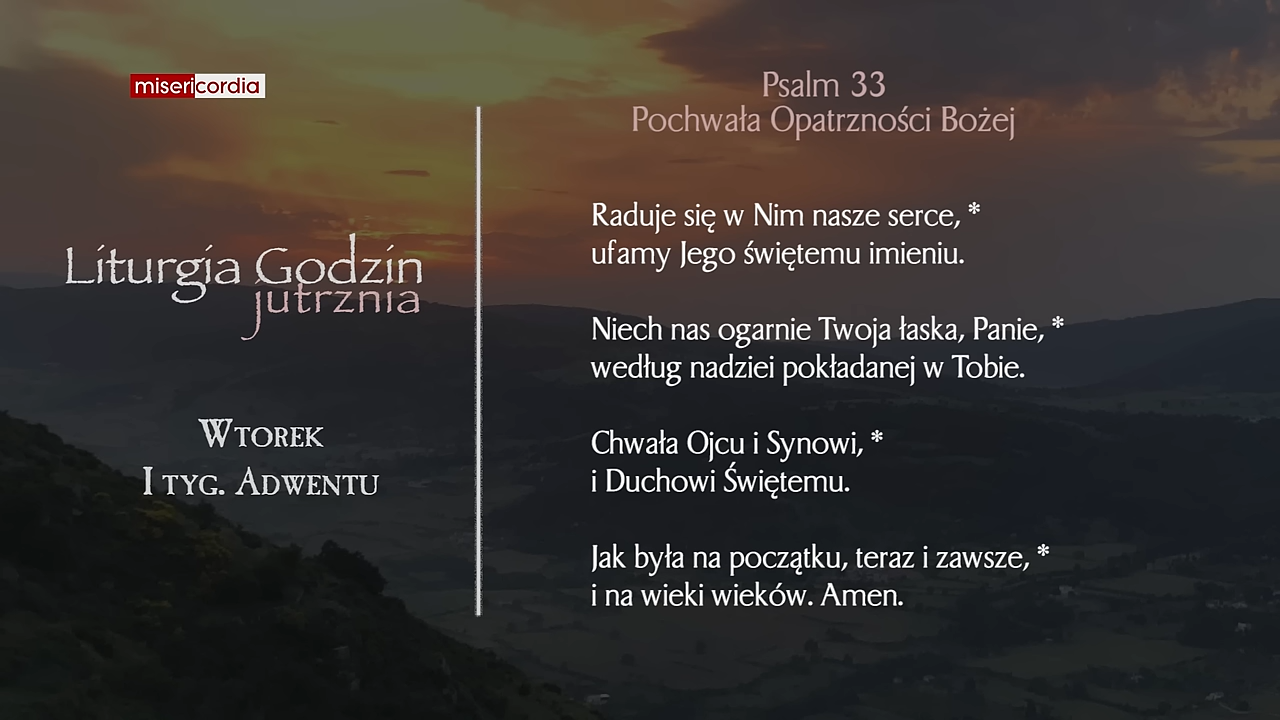 misericordia
Liturgia Godzin
jutrznia
Wtorek
I tyg. Adwentu
Psalm 33
Pochwała Opatrzności Bożej
Raduje się w Nim nasze serce, *
ufamy Jego świętemu imieniu.
Niech nas ogarnie Twoja łaska, Panie, *
według nadziei pokładanej w Tobie.
Chwała Ojcu i Synowi, *
i Duchowi Świętemu.
Jak była na początku, teraz i zawsze, *
i na wieki wieków. Amen.